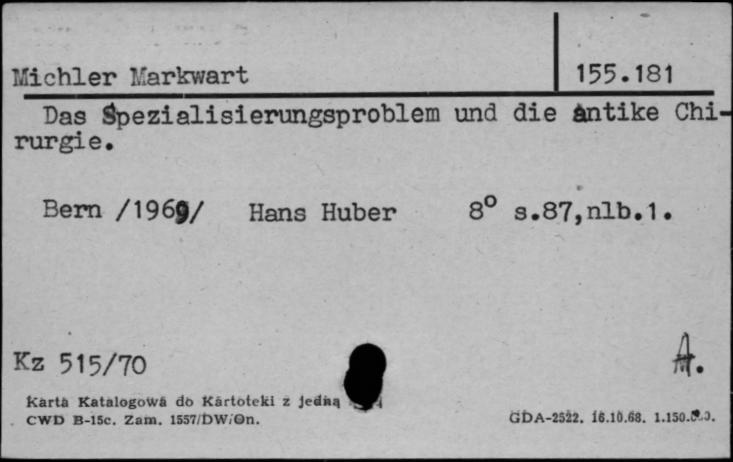 Michler Markwart 155.181
Das Spezialisierungsproblem und die antike Chi-
rurgie.
Bern /1969/ Hans Huber 8° s.87,nlb.1.
Kz 515/70 A.
Karta Katalogowa do Kartoteki z jedną
CWD B-15c. Zam. 1557/DW/On. GDA-2522. 16.10.68. 1.150.